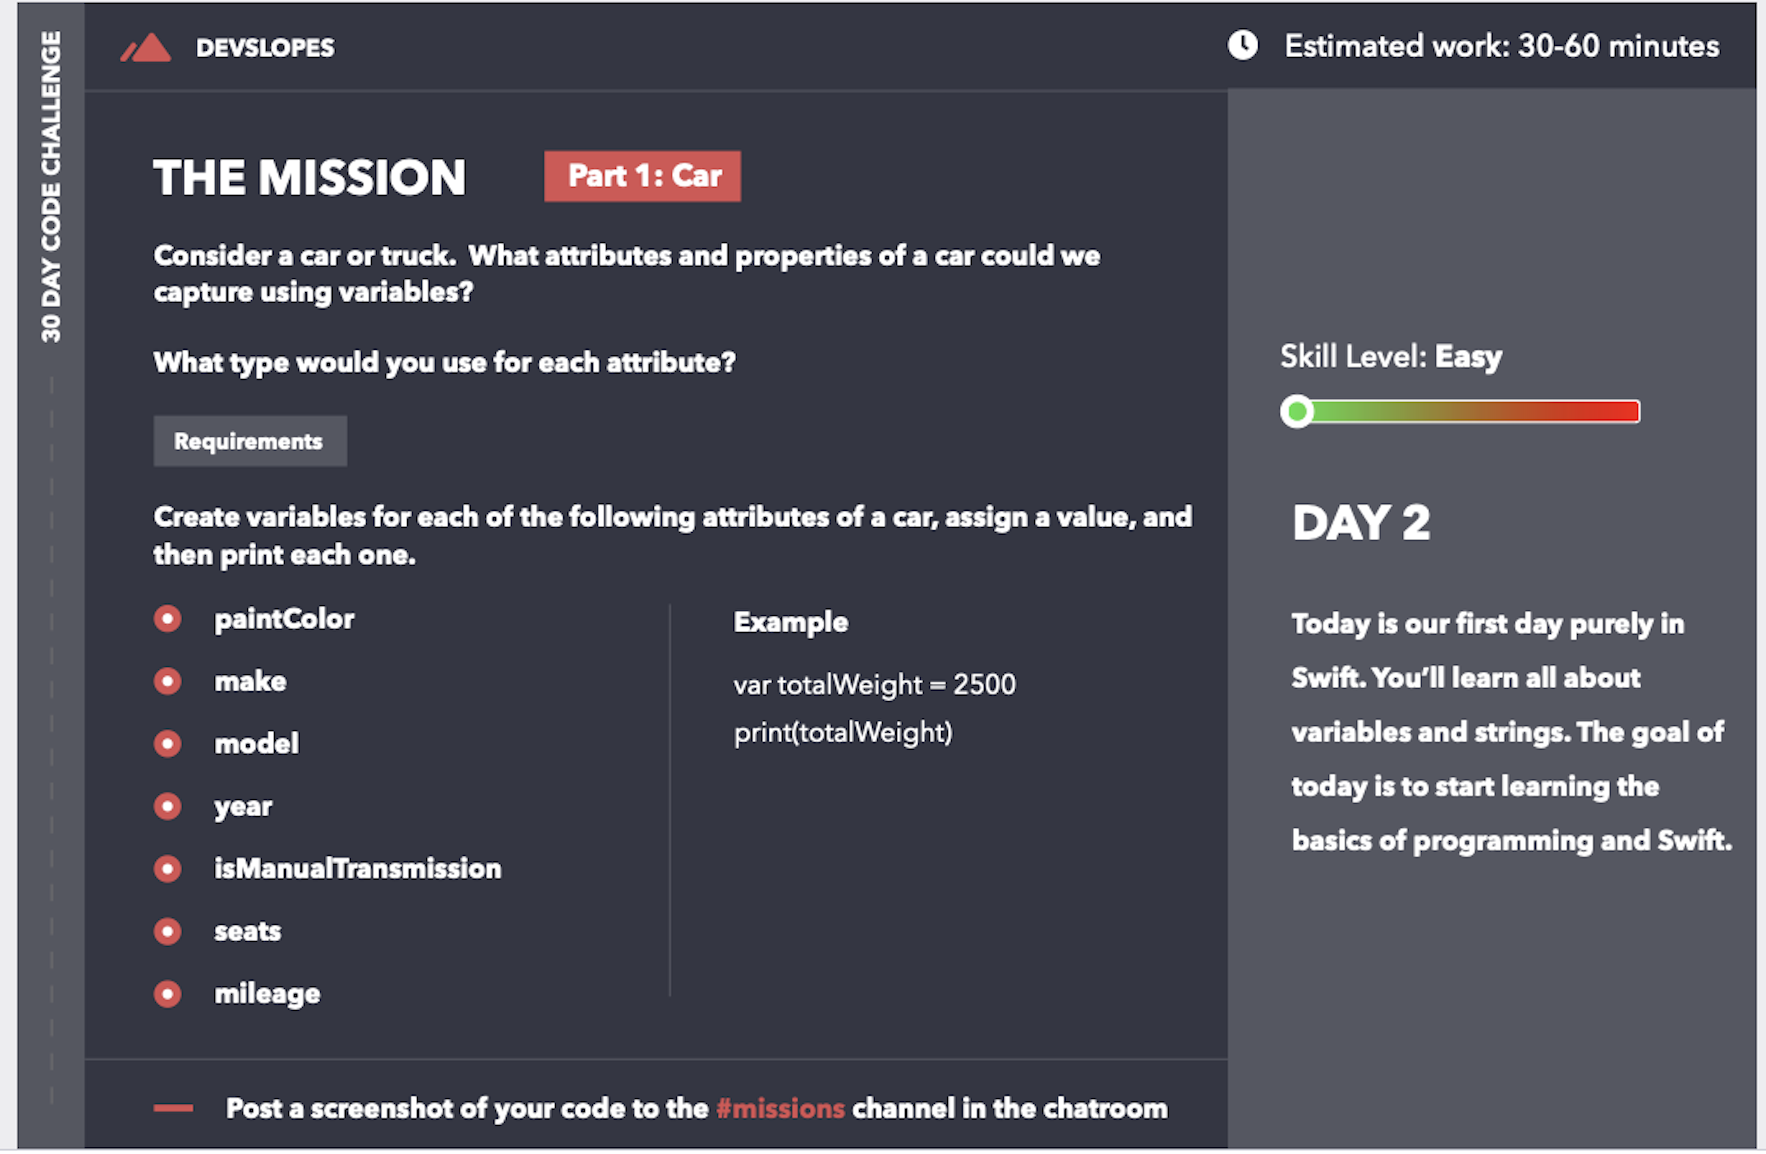 30 DAY CODE CHALLENGE
DEVSLOPES
Estimated work: 30-60 minutes
THE MISSION
Part 1: Car
Consider a car or truck.  What attributes and properties of a car could we
capture using variables?
What type would you use for each attribute?
Requirements
Create variables for each of the following attributes of a car, assign a value, and
then print each one.
paintColor
make
model
year
isManualTransmission
seats
mileage
Example
var totalWeight = 2500
print(totalWeight)
Post a screenshot of your code to the #missions channel in the chatroom
Skill Level: Easy
DAY 2
Today is our first day purely in
Swift. You’ll learn all about
variables and strings. The goal of
today is to start learning the
basics of programming and Swift.